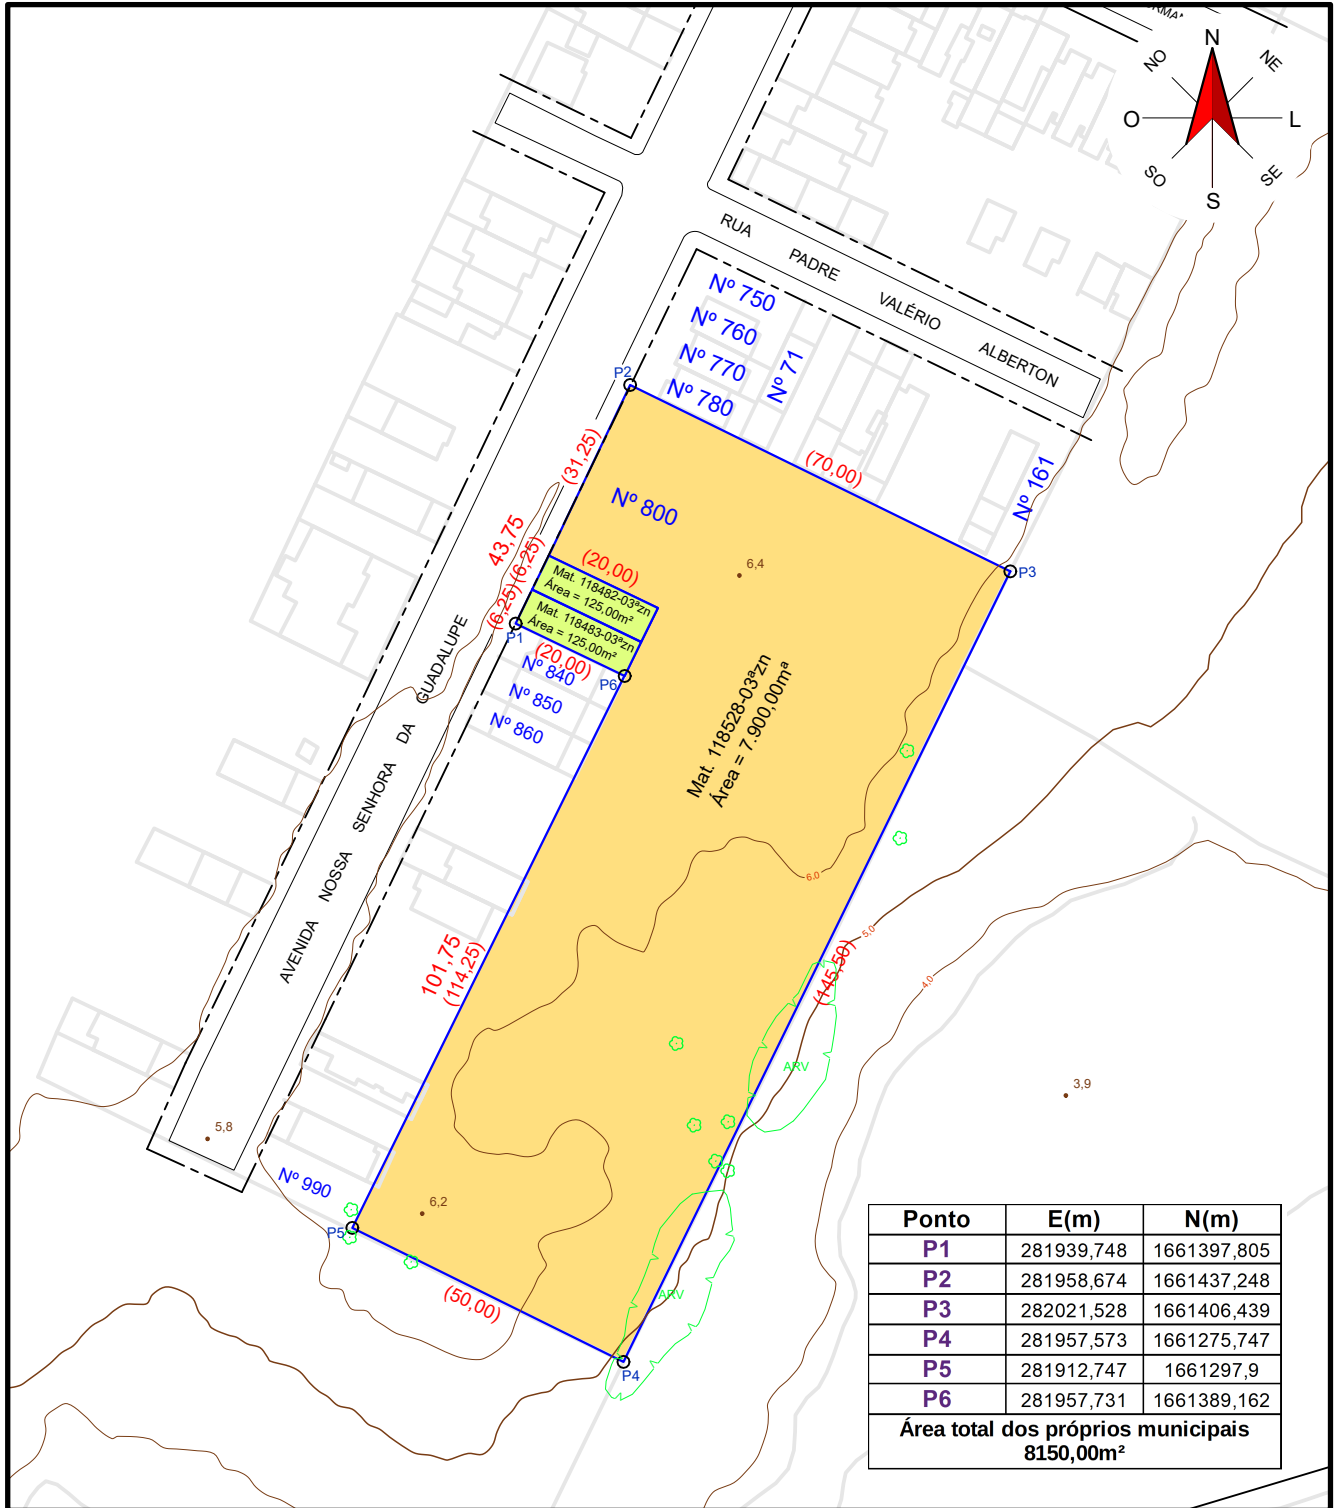 N
NO
NE
O
L
SO
SE
S
RUA PADRE VALÉRIO ALBERTON
Nº 750
Nº 760
Nº 770
Nº 780
Nº 71
Nº 161
P2
(31,25)
(70,00)
Nº 800
43,75
(6,25)
(6,25)
(20,00)
6,4
P3
Mat. 118482-03ªzn
Área = 125,00m²
Mat. 118483-03ªzn
Área = 125,00m²
P1
(20,00)
P6
Nº 840
Nº 850
Nº 860
Mat. 118528-03ªzn
Área = 7.900,00mª
AVENIDA NOSSA SENHORA DA GUADALUPE
6,0
5,0
4,0
101,75
(114,25)
(145,50)
ARV
3,9
5,8
Nº 990
6,2
P5
(50,00)
ARV
P4
Ponto E(m) N(m)
P1 281939,748 1661397,805
P2 281958,674 1661437,248
P3 282021,528 1661406,439
P4 281957,573 1661275,747
P5 281912,747 1661297,9
P6 281957,731 1661389,162
Área total dos próprios municipais
8150,00m²